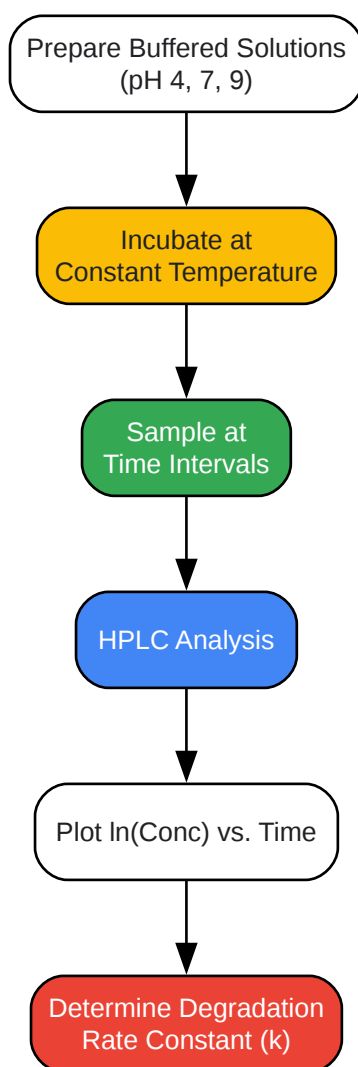 Prepare Buffered Solutions
(pH 4, 7, 9)
Incubate at
Constant Temperature
Sample at
Time Intervals
HPLC Analysis
Plot ln(Conc) vs. Time
Determine Degradation
Rate Constant (k)